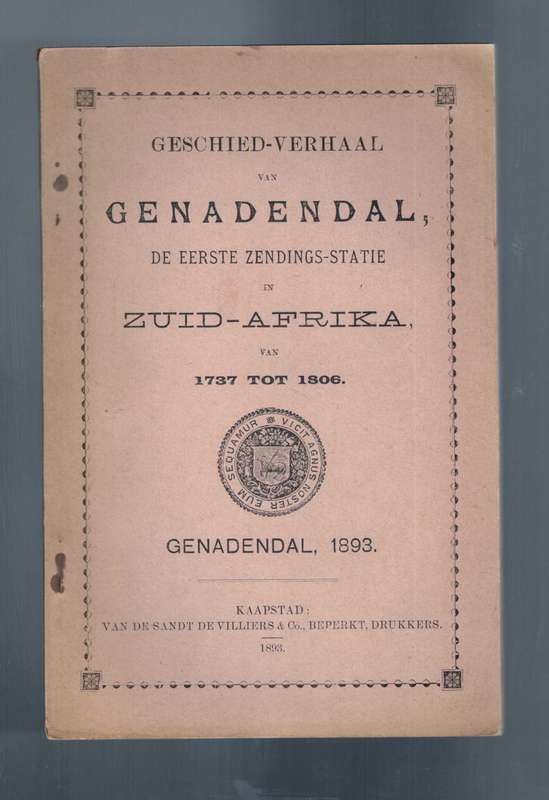 GESCHIED-VERHAAL
VAN
GENADENDAL,
DE EERSTE ZENDINGS-STATIE
IN
ZUID-AFRIKA,
VAN
1737 TOT 1806.
VICIT AGNUS NOSTER EUM SEQUAMUR
GENADENDAL, 1893.
KAAPSTAD:
VAN DE SANDT DE VILLIERS & Co., BEPERKT, DRUKKERS.
1893.